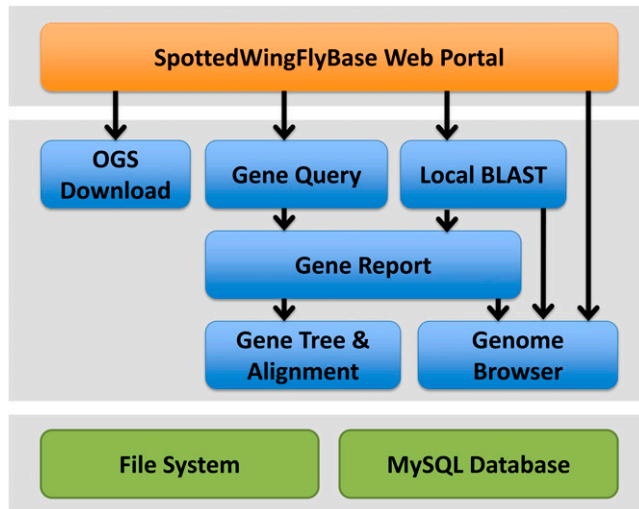 SpottedWingFlyBase Web Portal
OGS
Download
Gene Query
Local BLAST
Gene Report
Gene Tree &
Alignment
Genome
Browser
File System
MySQL Database